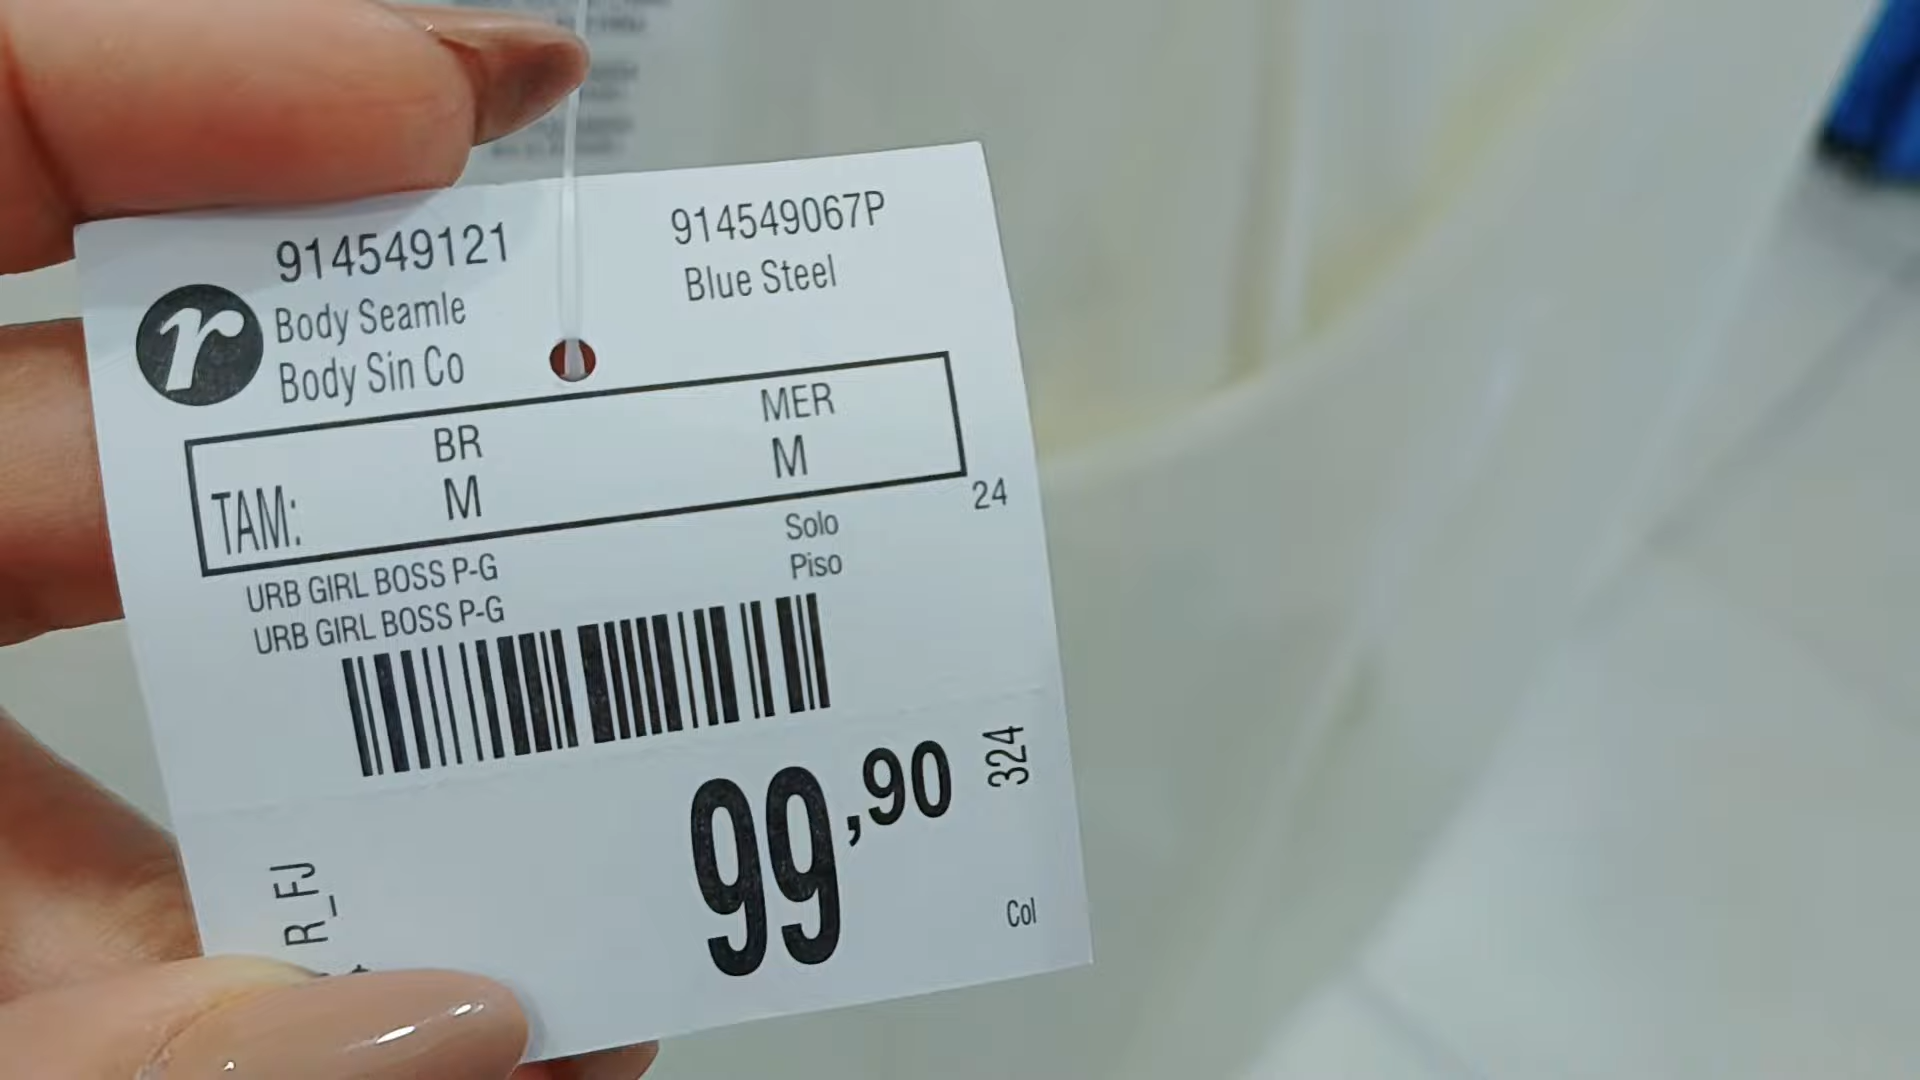 914549121
914549067P
Blue Steel
r
Body Seamle
Body Sin Co
BR
MER
TAM:
M
M
24
Solo
Piso
URB GIRL BOSS P-G
URB GIRL BOSS P-G
99,90
324
R_FJ
Col